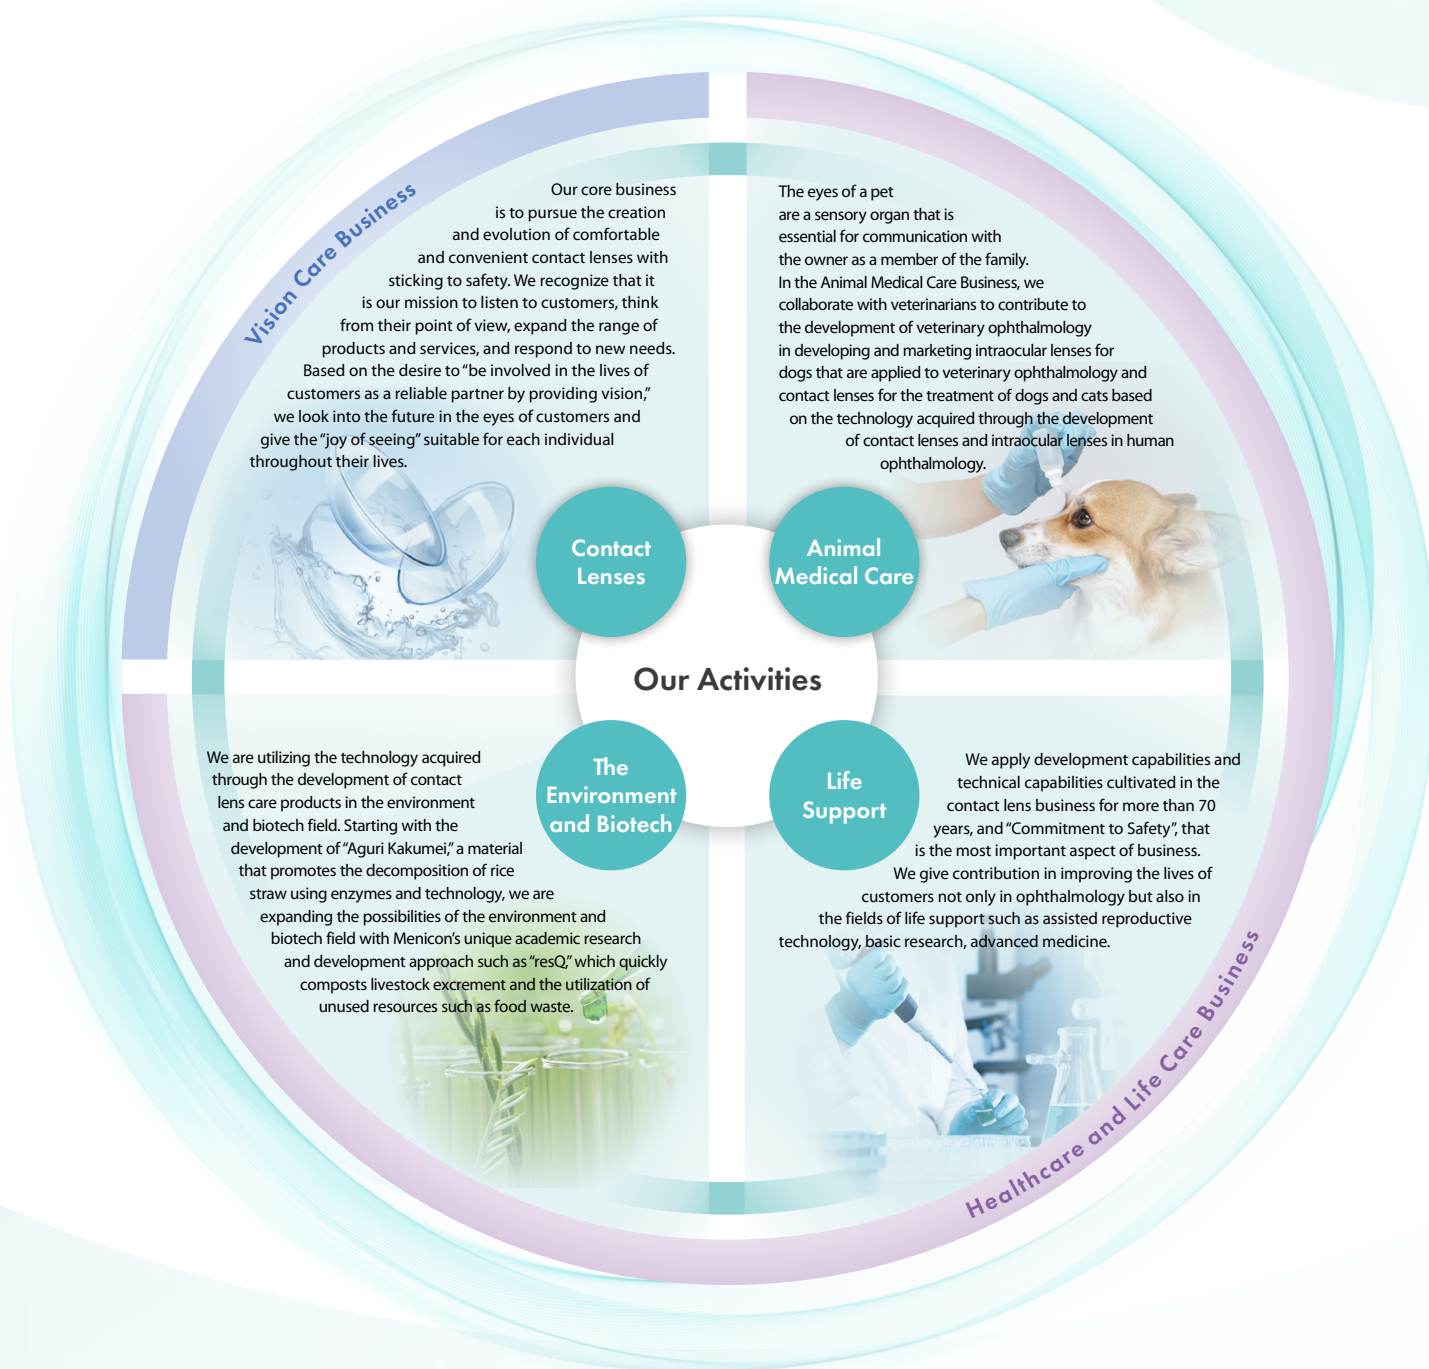 Vision Care Business
Our core business
is to pursue the creation
and evolution of comfortable
and convenient contact lenses with
sticking to safety. We recognize that it
is our mission to listen to customers, think
from their point of view, expand the range of
products and services, and respond to new needs.
Based on the desire to “be involved in the lives of
customers as a reliable partner by providing vision,”
we look into the future in the eyes of customers and
give the “joy of seeing” suitable for each individual
throughout their lives.
Contact
Lenses
The eyes of a pet
are a sensory organ that is
essential for communication with
the owner as a member of the family.
In the Animal Medical Care Business, we
collaborate with veterinarians to contribute to
the development of veterinary ophthalmology
in developing and marketing intraocular lenses for
dogs that are applied to veterinary ophthalmology and
contact lenses for the treatment of dogs and cats based
on the technology acquired through the development
of contact lenses and intraocular lenses in human
ophthalmology.
Animal
Medical Care
Our Activities
We are utilizing the technology acquired
through the development of contact
lens care products in the environment
and biotech field. Starting with the
development of “Aguri Kakumei,” a material
that promotes the decomposition of rice
straw using enzymes and technology, we are
expanding the possibilities of the environment and
biotech field with Menicon’s unique academic research
and development approach such as “resQ,” which quickly
composts livestock excrement and the utilization of
unused resources such as food waste.
The
Environment
and Biotech
Life
Support
We apply development capabilities and
technical capabilities cultivated in the
contact lens business for more than 70
years, and “Commitment to Safety”, that
is the most important aspect of business.
We give contribution in improving the lives of
customers not only in ophthalmology but also in
the fields of life support such as assisted reproductive
technology, basic research, advanced medicine.
Healthcare and Life Care Business